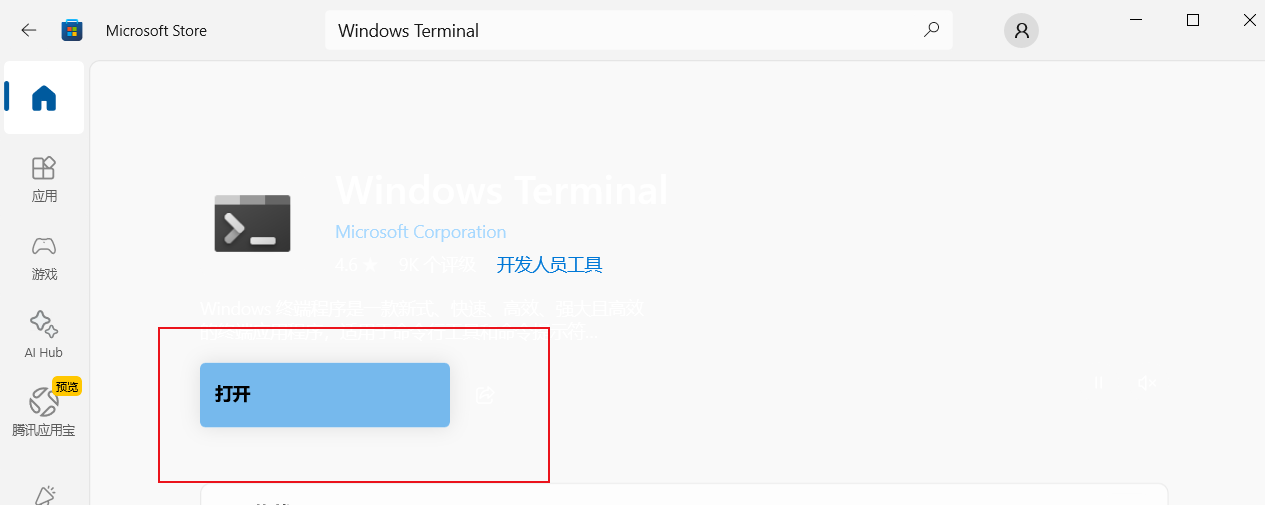 Microsoft Store
Windows Terminal
应用
游戏
AI Hub
预览
腾讯应用宝
Windows Terminal
Microsoft Corporation
4.6 ★ 9K 个评级 开发人员工具
Windows 终端程序是一款新式、快速、高效、强大且高效
打开